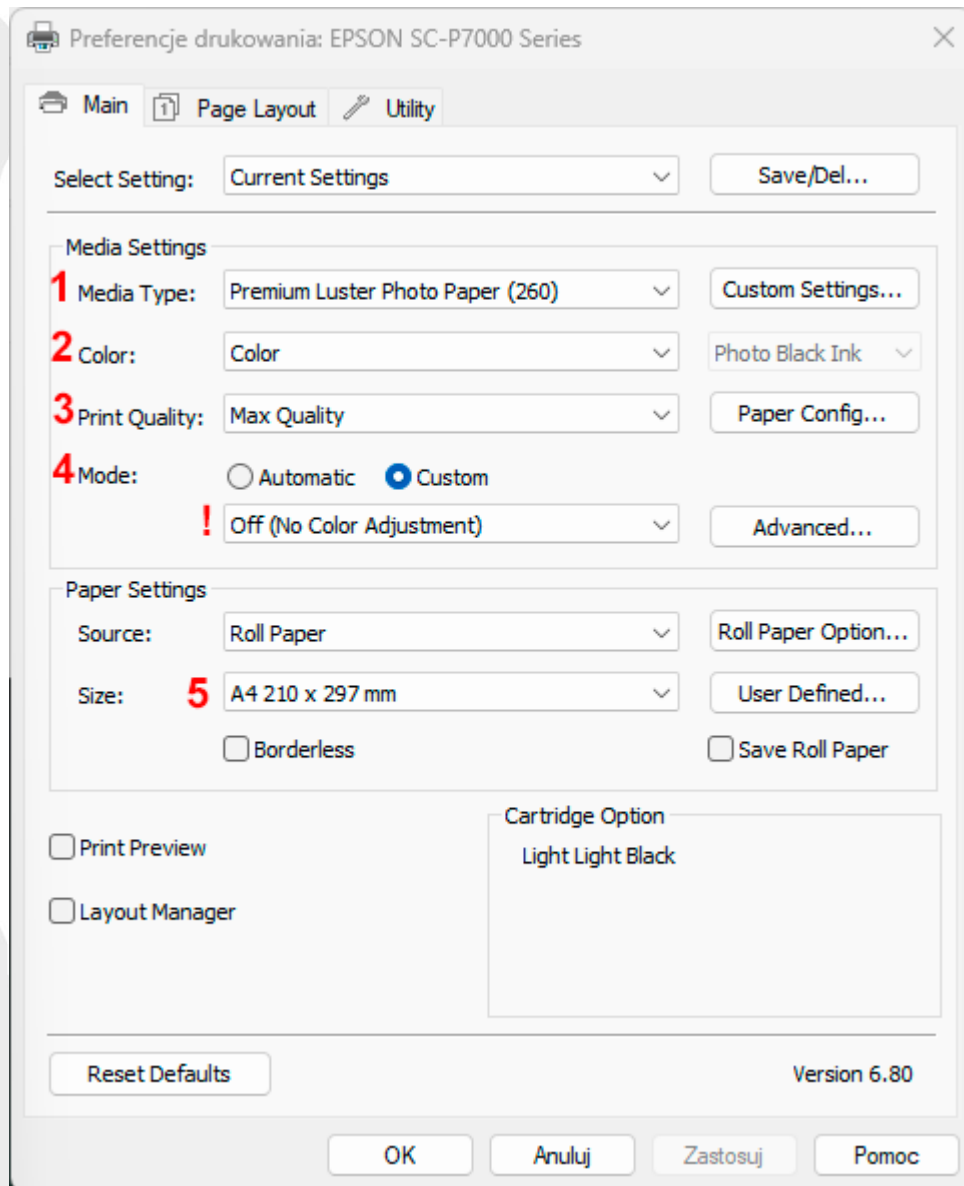 Preferencje drukowania: EPSON SC-P7000 Series
Main 1 Page Layout Utility
Select Setting: Current Settings Save/Del...
Media Settings
1 Media Type: Premium Luster Photo Paper (260) Custom Settings...
2 Color: Color Photo Black Ink
3 Print Quality: Max Quality Paper Config...
4 Mode: Automatic Custom
! Off (No Color Adjustment) Advanced...
Paper Settings
Source: Roll Paper Roll Paper Option...
Size: 5 A4 210 x 297 mm User Defined...
Borderless Save Roll Paper
Cartridge Option
Print Preview Light Light Black
Layout Manager
Reset Defaults Version 6.80
OK Anuluj Zastosuj Pomoc